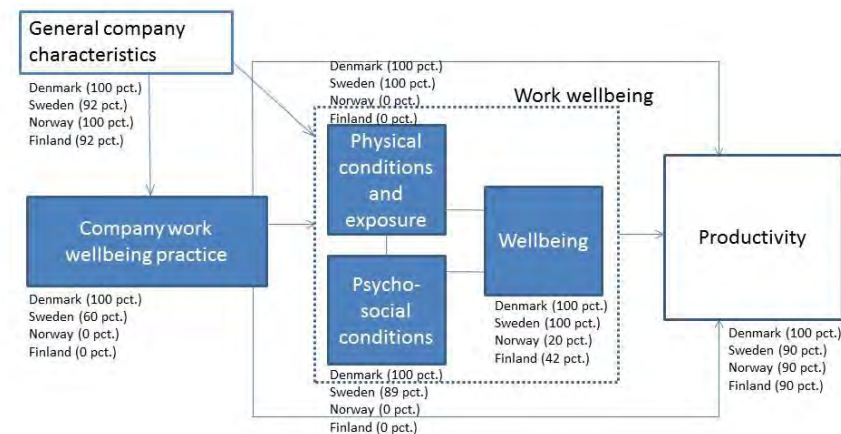 General company
characteristics
Denmark (100 pct.)
Sweden (92 pct.)
Norway (100 pct.)
Finland (92 pct.)
Company work
wellbeing practice
Denmark (100 pct.)
Sweden (60 pct.)
Norway (0 pct.)
Finland (0 pct.)
Denmark (100 pct.)
Sweden (100 pct.)
Norway (0 pct.)
Finland (0 pct.)
Work wellbeing
Physical
conditions
and
exposure
Psycho-
social
conditions
Denmark (100 pct.)
Sweden (89 pct.)
Norway (0 pct.)
Finland (0 pct.)
Wellbeing
Denmark (100 pct.)
Sweden (100 pct.)
Norway (20 pct.)
Finland (42 pct.)
Productivity
Denmark (100 pct.)
Sweden (90 pct.)
Norway (90 pct.)
Finland (90 pct.)